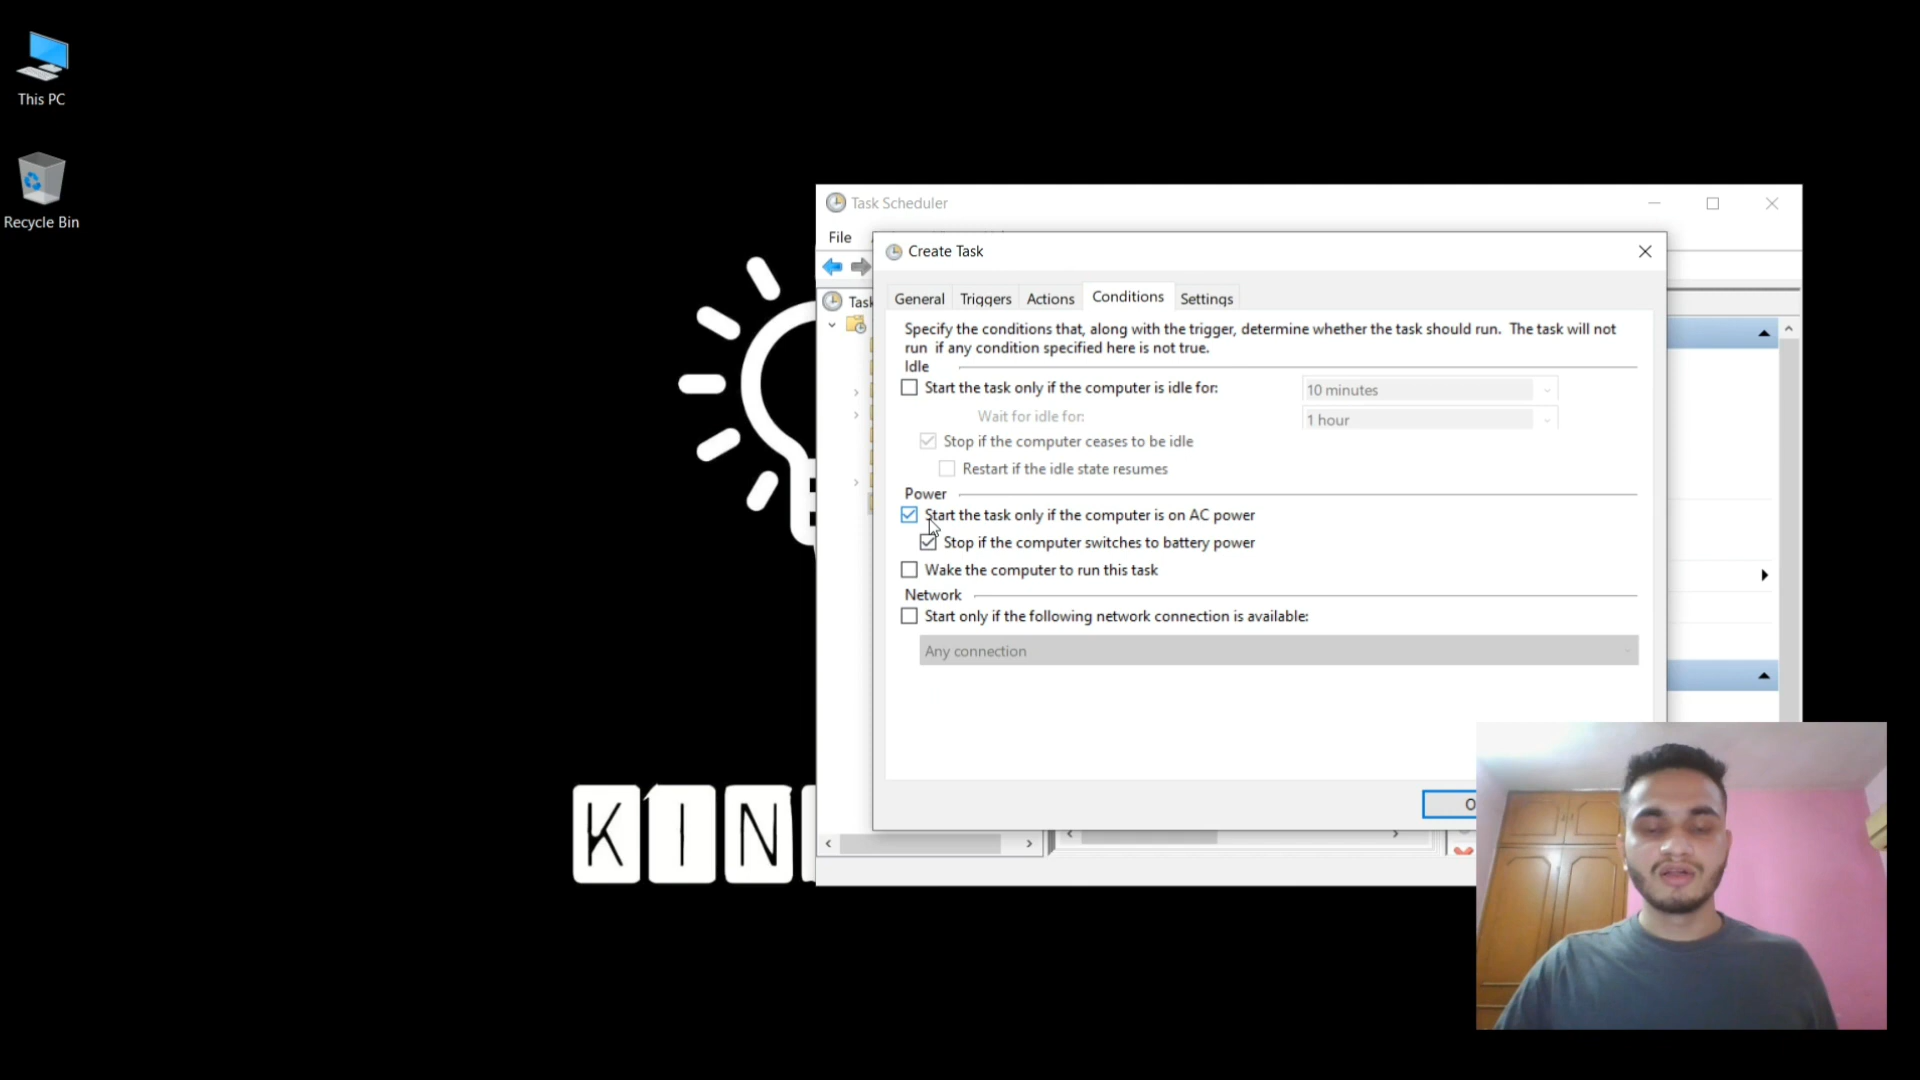 This PC
Recycle Bin
Task Scheduler
File
Create Task
Task
General Triggers Actions Conditions Settings
Specify the conditions that, along with the trigger, determine whether the task should run. The task will not
run if any condition specified here is not true.
Idle
Start the task only if the computer is idle for: 10 minutes
Wait for idle for: 1 hour
Stop if the computer ceases to be idle
Restart if the idle state resumes
Power
Start the task only if the computer is on AC power
Stop if the computer switches to battery power
Wake the computer to run this task
Network
Start only if the following network connection is available:
Any connection
KIN